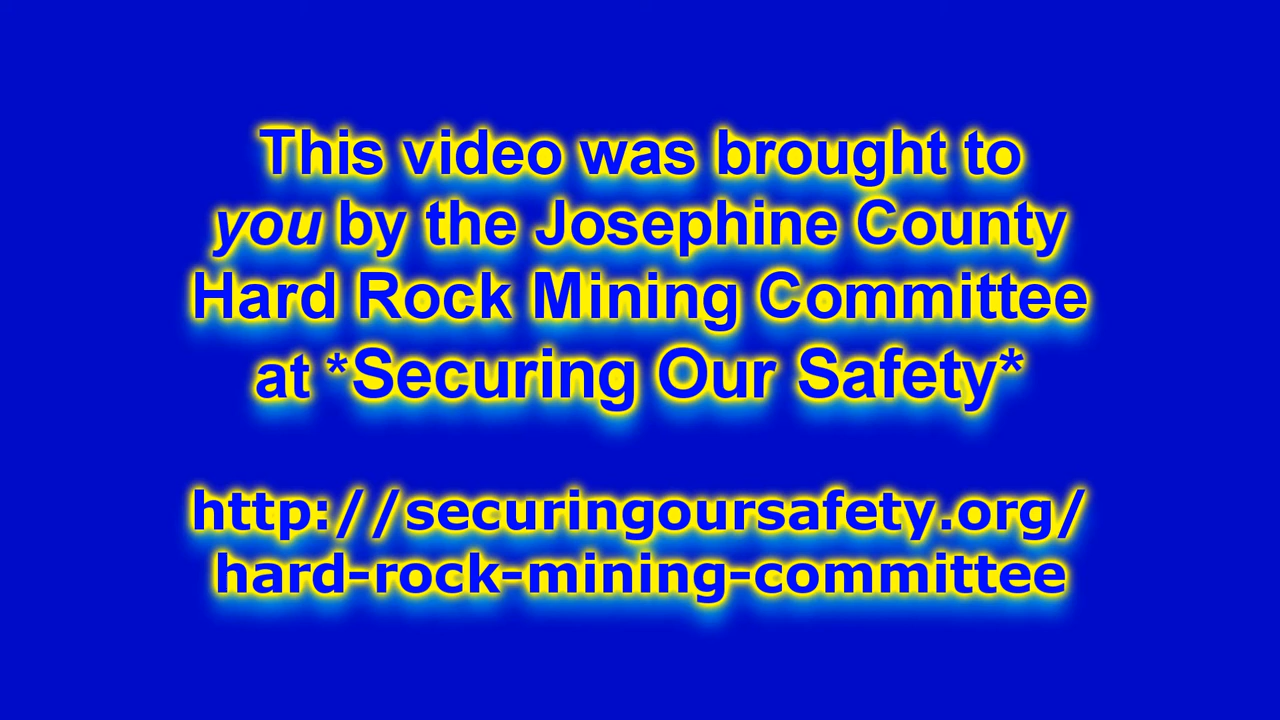 This video was brought to
you by the Josephine County
Hard Rock Mining Committee
at *Securing Our Safety*
http://securingoursafety.org/
hard-rock-mining-committee